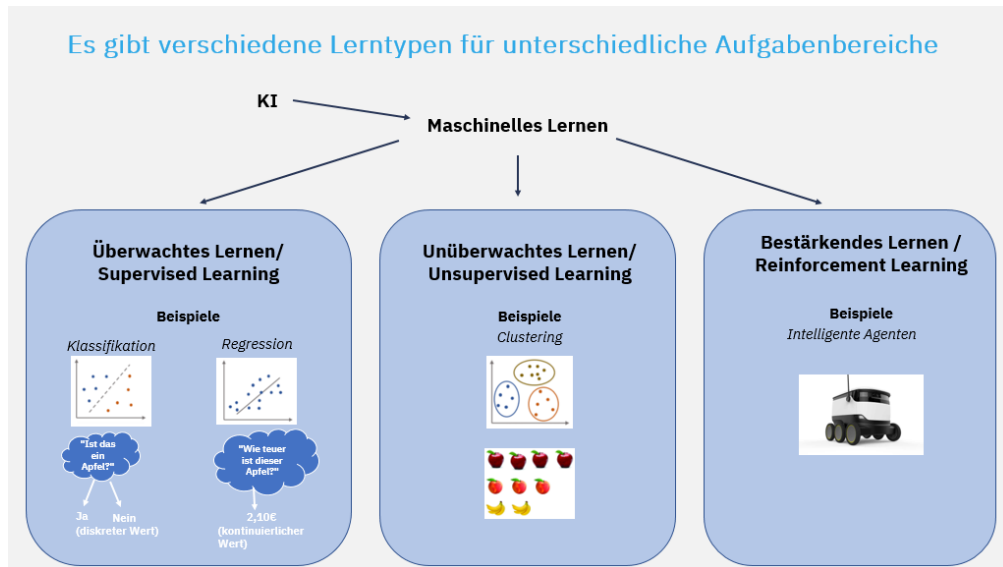 Es gibt verschiedene Lerntypen für unterschiedliche Aufgabenbereiche
KI
Maschinelles Lernen
Überwachtes Lernen/
Supervised Learning
Beispiele
Klassifikation
Regression
"Ist das
ein
Apfel?"
"Wie teuer
ist dieser
Apfel?"
Ja
Nein
(diskreter Wert)
2,10€
(kontinuierlicher
Wert)
Unüberwachtes Lernen/
Unsupervised Learning
Beispiele
Clustering
Bestärkendes Lernen /
Reinforcement Learning
Beispiele
Intelligente Agenten